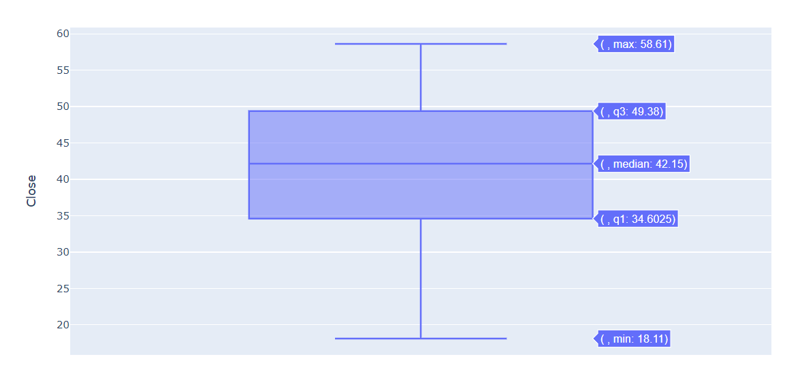 60
( , max: 58.61)
55
50
( , q3: 49.38)
45
( , median: 42.15)
40
Close
35
( , q1: 34.6025)
30
25
20
( , min: 18.11)